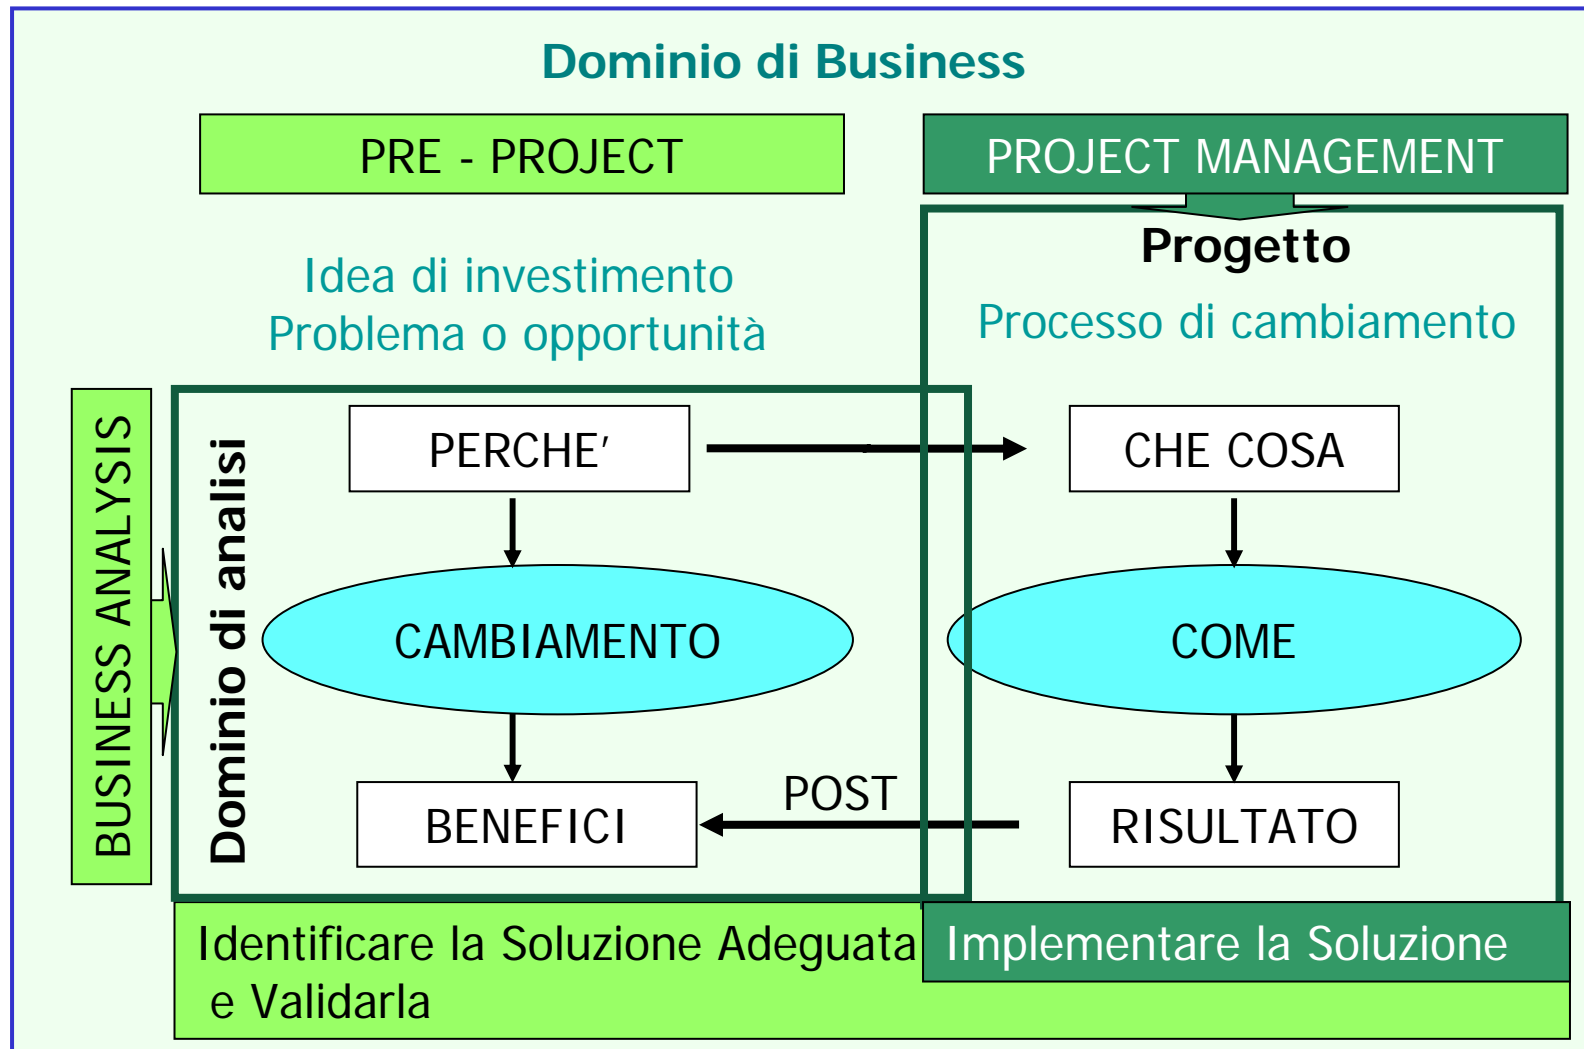 Dominio di Business
PRE - PROJECT
PROJECT MANAGEMENT
Progetto
Idea di investimento
Problema o opportunità
Processo di cambiamento
BUSINESS ANALYSIS
Dominio di analisi
PERCHE’
CHE COSA
CAMBIAMENTO
COME
POST
BENEFICI
RISULTATO
Identificare la Soluzione Adeguata
e Validarla
Implementare la Soluzione